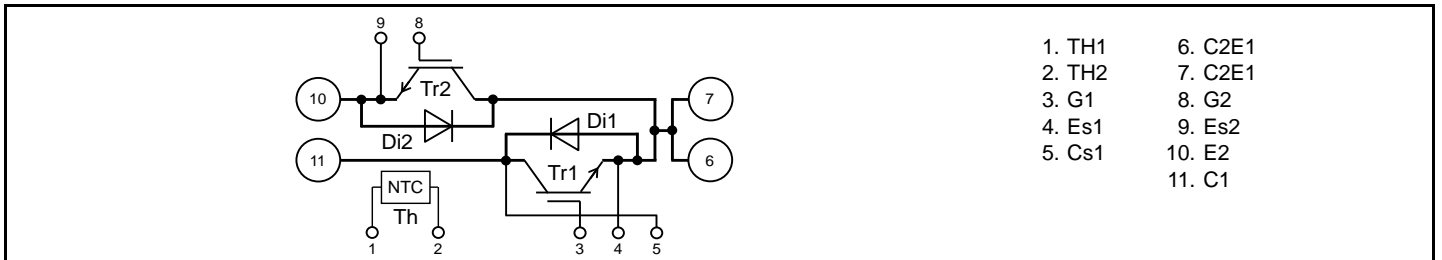 9
8
Tr2
10
7
Di2
Di1
11
Tr1
6
NTC
Th
1
2
3
4
5
1. TH1
2. TH2
3. G1
4. Es1
5. Cs1
6. C2E1
7. C2E1
8. G2
9. Es2
10. E2
11. C1